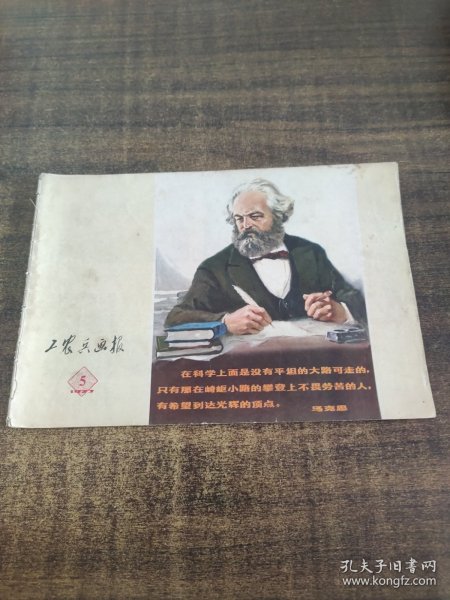 工农兵画报
5
在科学上面是没有平坦的大路可走的，
只有那在崎岖小路的攀登上不畏劳苦的人，
有希望到达光辉的顶点。
马克思
孔夫子旧书网
www.kongfz.com